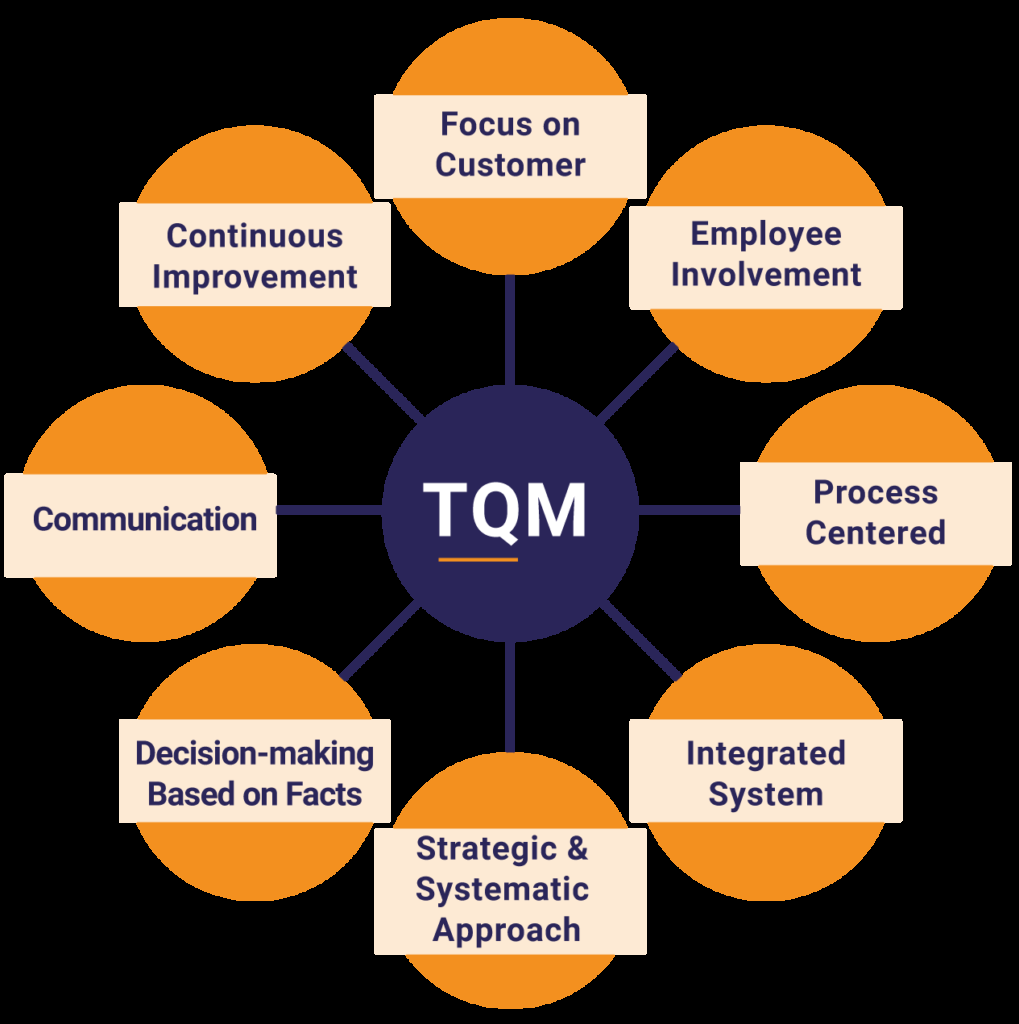 Focus on
Customer
Employee
Involvement
Process
Centered
Integrated
System
Strategic &
Systematic
Approach
Decision-making
Based on Facts
Communication
Continuous
Improvement
TQM